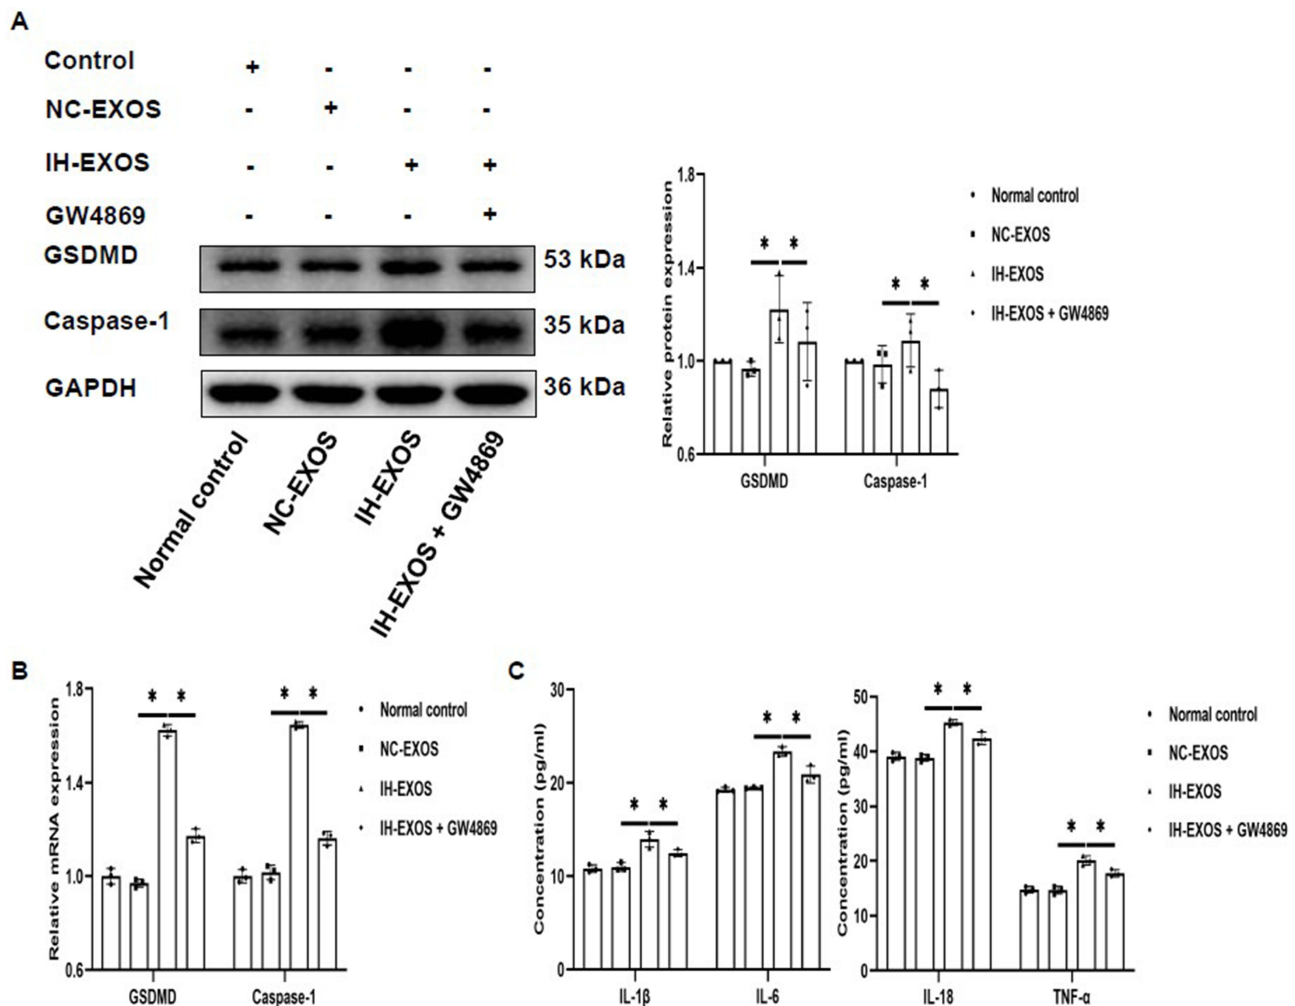 A
Control + - - -
NC-EXOS - + - -
IH-EXOS - - + +
GW4869 - - - +
GSDMD 53 kDa
Caspase-1 35 kDa
GAPDH 36 kDa
Normal control
NC-EXOS
IH-EXOS
IH-EXOS + GW4869
Relative protein expression
1.8
1.4
1.0
0.6
* * * *
GSDMD Caspase-1
Normal control
NC-EXOS
IH-EXOS
IH-EXOS + GW4869
B
Relative mRNA expression
1.8
1.4
1.0
0.6
* * * *
GSDMD Caspase-1
Normal control
NC-EXOS
IH-EXOS
IH-EXOS + GW4869
C
Concentration (pg/ml)
30
20
10
0
* * * *
IL-1β IL-6
Concentration (pg/ml)
50
40
30
20
10
0
* * * *
IL-18 TNF-α
Normal control
NC-EXOS
IH-EXOS
IH-EXOS + GW4869